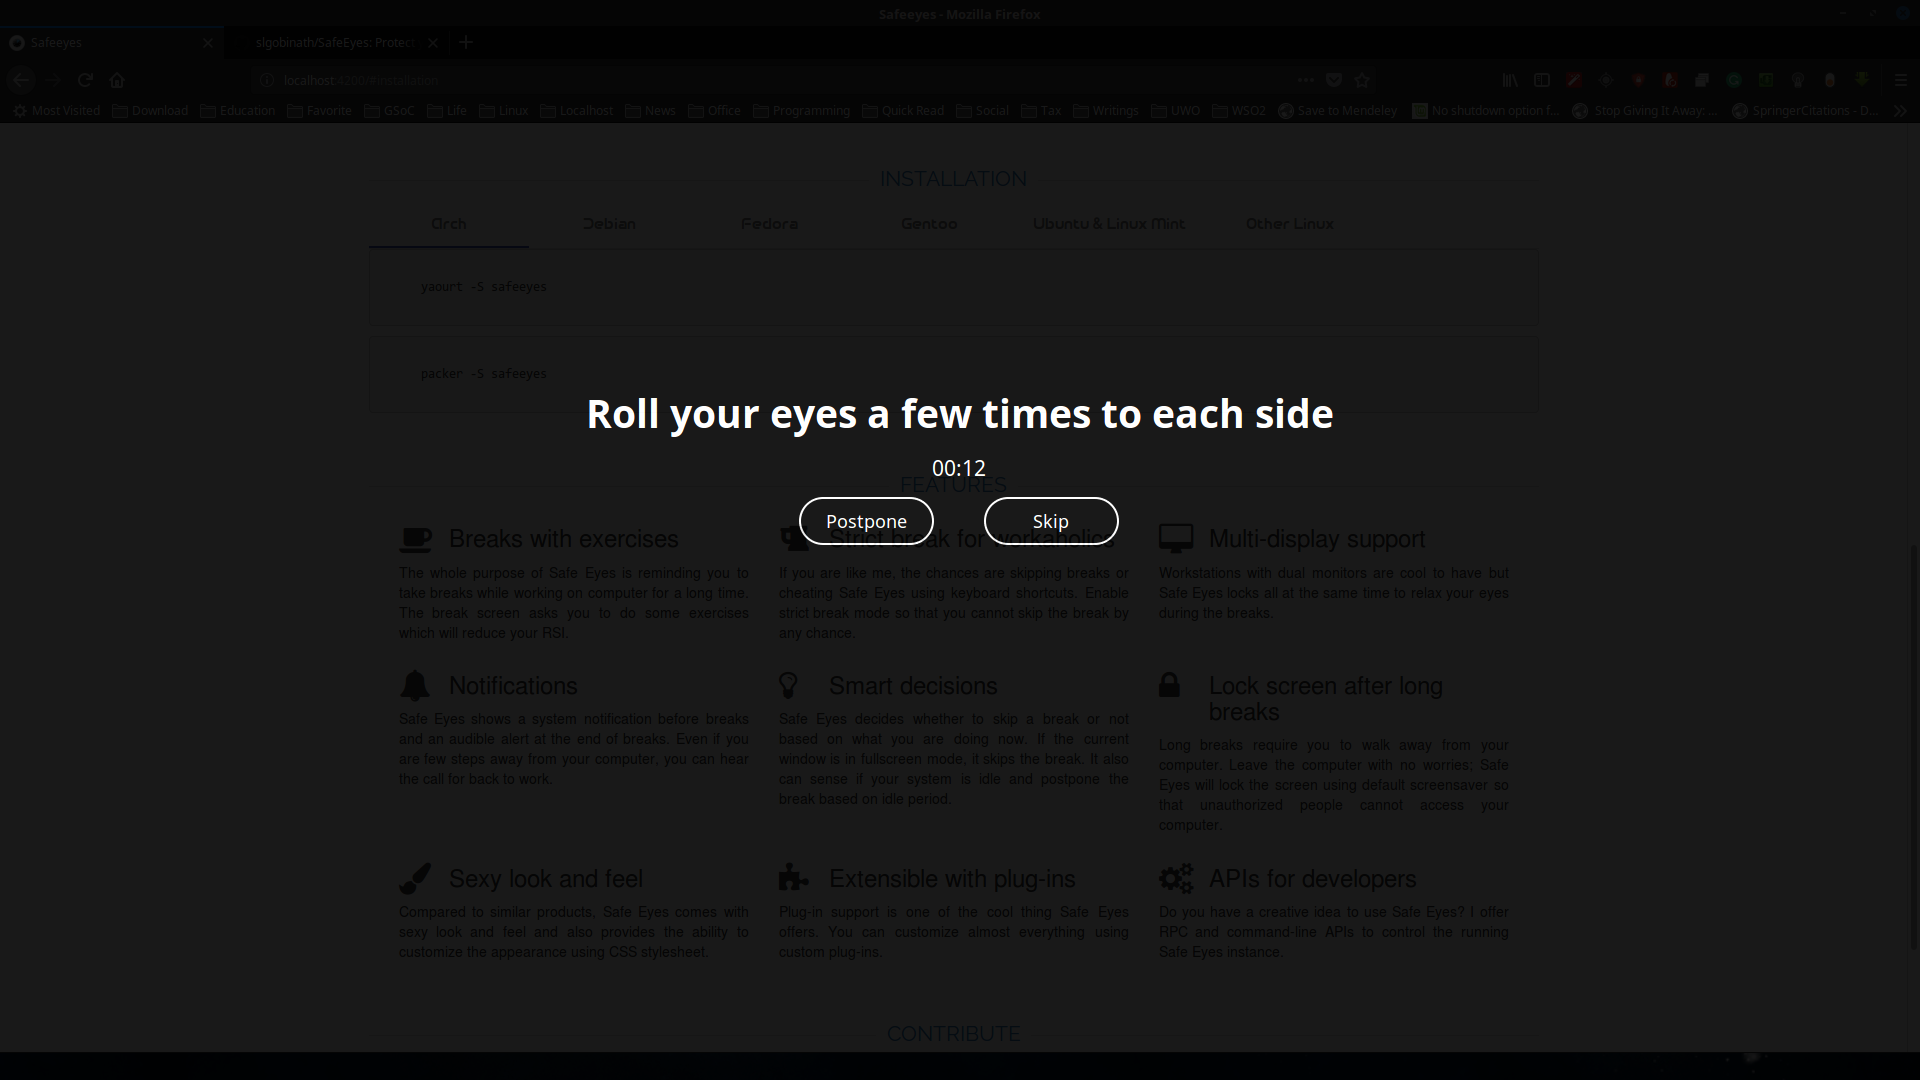 Safeeyes - Mozilla Firefox
Safeeyes
slgobinath/SafeEyes: Protec
localhost:4200/#installation
Most Visited Download Education Favorite GSoC Life Linux Localhost News Office Programming Quick Read Social Tax Writings UWO WSO2 Save to Mendeley No shutdown option f... Stop Giving It Away: ... SpringerCitations - D...
INSTALLATION
Arch Debian Fedora Gentoo Ubuntu & Linux Mint Other Linux
yaourt -S safeeyes
packer -S safeeyes
Roll your eyes a few times to each side
00:12
FEATURES
Postpone Skip
Breaks with exercises
The whole purpose of Safe Eyes is reminding you to
take breaks while working on computer for a long time.
The break screen asks you to do some exercises
which will reduce your RSI.
Strict break for workaholics
If you are like me, the chances are skipping breaks or
cheating Safe Eyes using keyboard shortcuts. Enable
strict break mode so that you cannot skip the break by
any chance.
Multi-display support
Workstations with dual monitors are cool to have but
Safe Eyes locks all at the same time to relax your eyes
during the breaks.
Notifications
Safe Eyes shows a system notification before breaks
and an audible alert at the end of breaks. Even if you
are few steps away from your computer, you can hear
the call for back to work.
Smart decisions
Safe Eyes decides whether to skip a break or not
based on what you are doing now. If the current
window is in fullscreen mode, it skips the break. It also
can sense if your system is idle and postpone the
break based on idle period.
Lock screen after long
breaks
Long breaks require you to walk away from your
computer. Leave the computer with no worries; Safe
Eyes will lock the screen using default screensaver so
that unauthorized people cannot access your
computer.
Sexy look and feel
Compared to similar products, Safe Eyes comes with
sexy look and feel and also provides the ability to
customize the appearance using CSS stylesheet.
Extensible with plug-ins
Plug-in support is one of the cool thing Safe Eyes
offers. You can customize almost everything using
custom plug-ins.
APIs for developers
Do you have a creative idea to use Safe Eyes? I offer
RPC and command-line APIs to control the running
Safe Eyes instance.
CONTRIBUTE